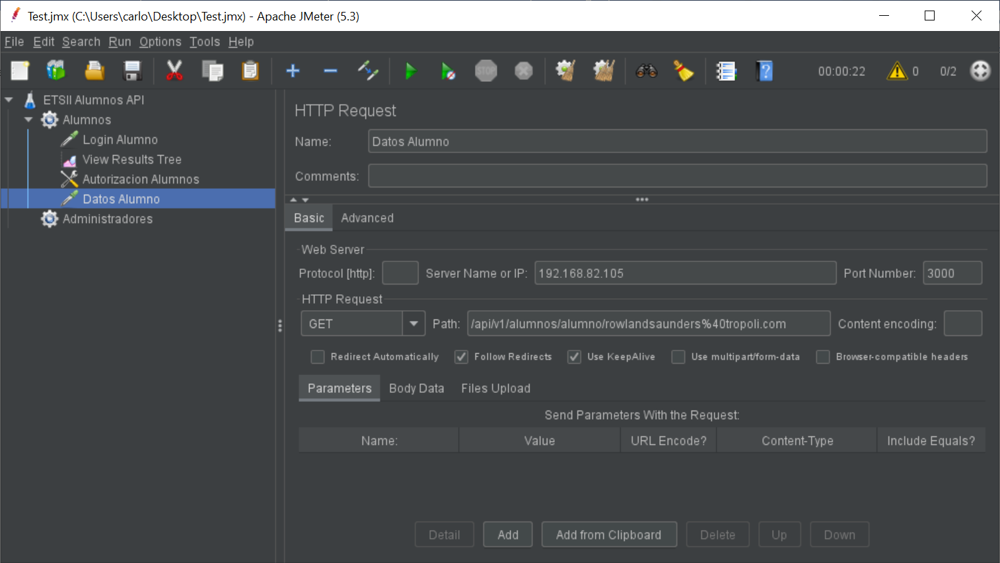 Test.jmx (C:\Users\carlo\Desktop\Test.jmx) - Apache JMeter (5.3)
File Edit Search Run Options Tools Help
STOP ? 00:00:22 0 0/2
ETSII Alumnos API
Alumnos
Login Alumno
View Results Tree
Autorizacion Alumnos
Datos Alumno
Administradores
HTTP Request
Name: Datos Alumno
Comments:
Basic Advanced
Web Server
Protocol [http]: Server Name or IP: 192.168.82.105 Port Number: 3000
HTTP Request
GET Path: /api/v1/alumnos/alumno/rowlandsaunders%40tropoli.com Content encoding:
Redirect Automatically Follow Redirects Use KeepAlive Use multipart/form-data Browser-compatible headers
Parameters Body Data Files Upload
Send Parameters With the Request:
Name: Value URL Encode? Content-Type Include Equals?
Detail Add Add from Clipboard Delete Up Down